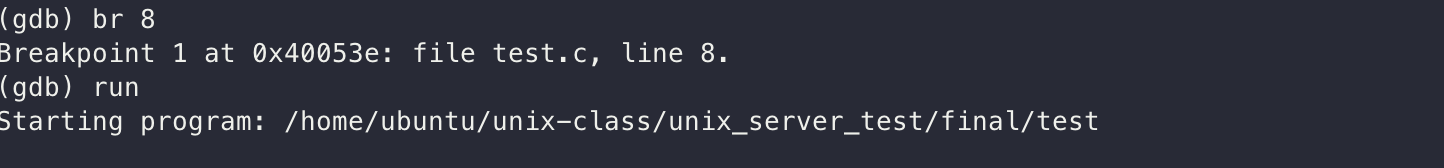 (gdb) br 8
Breakpoint 1 at 0x40053e: file test.c, line 8.
(gdb) run
Starting program: /home/ubuntu/unix-class/unix_server_test/final/test